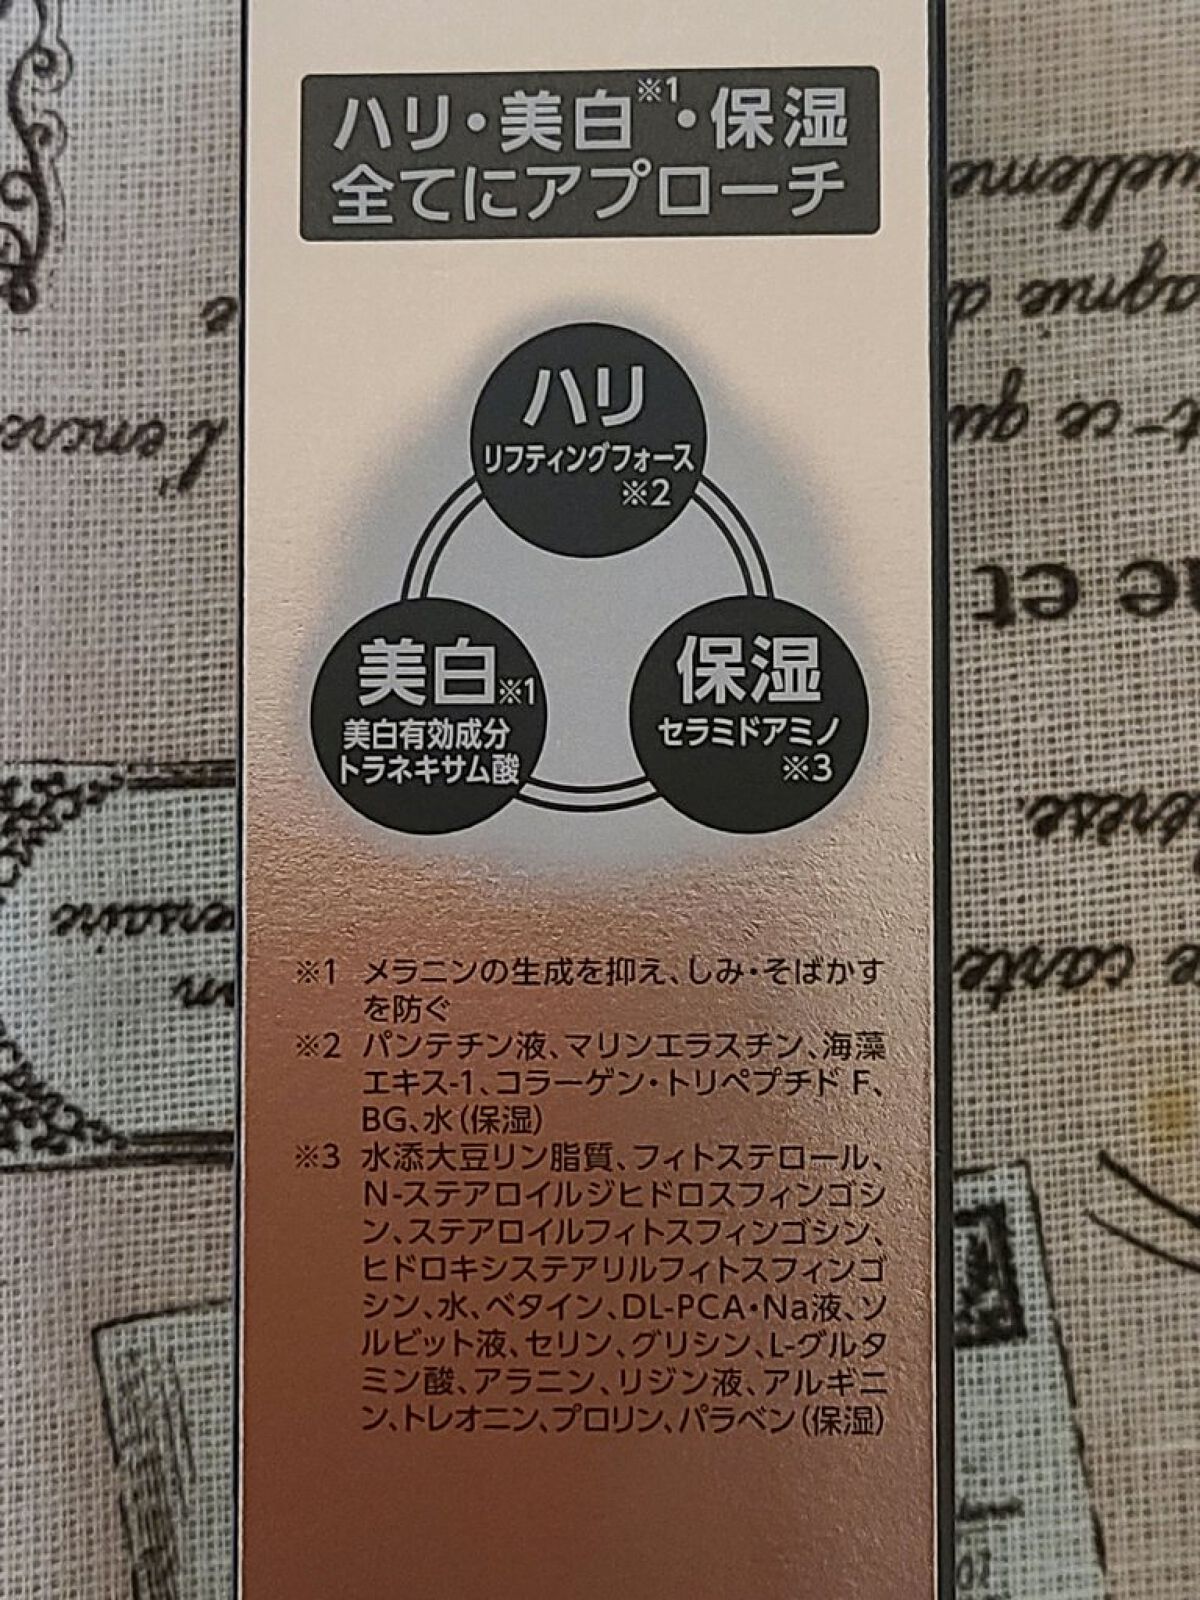 ハリ・美白※1・保湿
全てにアプローチ
ハリ
リフティングフォース
※2
美白※1
美白有効成分
トラネキサム酸
保湿
セラミドアミノ
※3
※1 メラニンの生成を抑え、しみ・そばかす
を防ぐ
※2 パンテチン液、マリンエラスチン、海藻
エキス-1、コラーゲン・トリペプチド F、
BG、水(保湿)
※3 水添大豆リン脂質、フィトステロール、
N-ステアロイルジヒドロスフィンゴシ
ン、ステアロイルフィトスフィンゴシン、
ヒドロキシステアリルフィトスフィンゴ
シン、水、ベタイン、DL-PCA・Na液、ソ
ルビット液、セリン、グリシン、L-グルタ
ミン酸、アラニン、リジン液、アルギニ
ン、トレオニン、プロリン、パラベン(保湿)
l'encre
e
agnie d
t-ce qu
e et
e carte